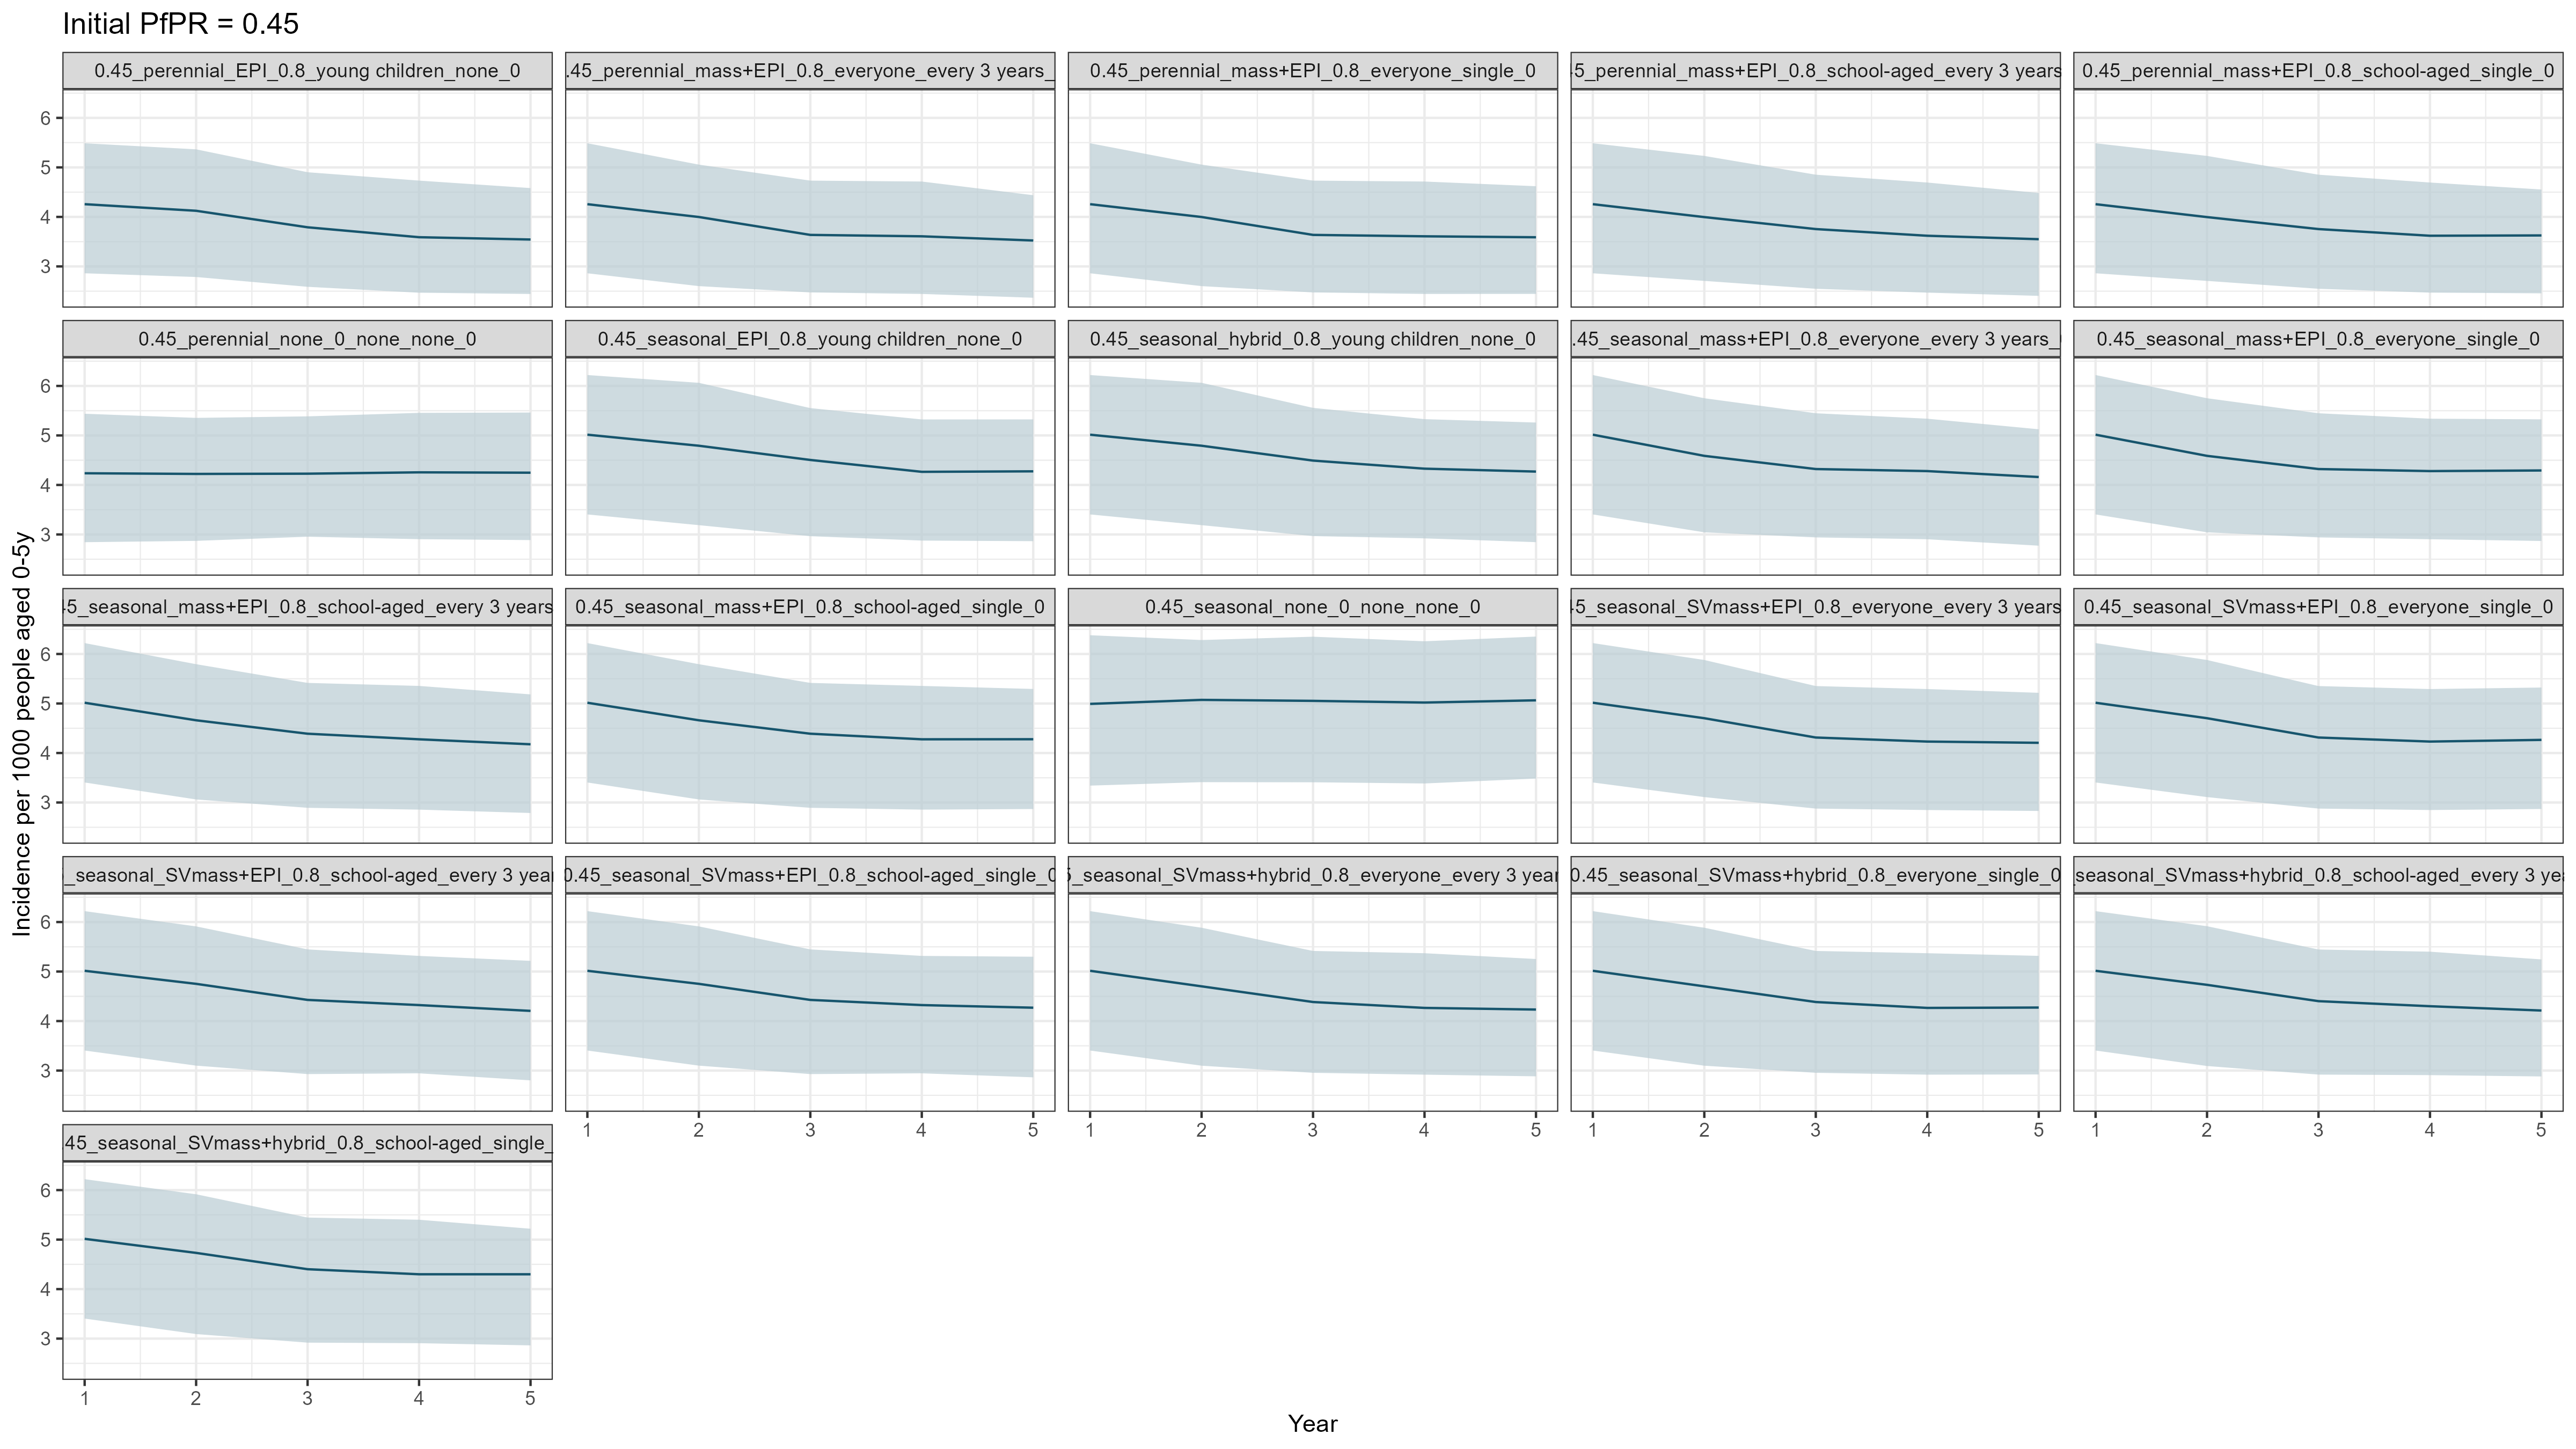 Initial PfPR = 0.45
0.45_perennial_EPI_0.8_young children_none_0
.45_perennial_mass+EPI_0.8_everyone_every 3 years_
0.45_perennial_mass+EPI_0.8_everyone_single_0
45_perennial_mass+EPI_0.8_school-aged_every 3 years
0.45_perennial_mass+EPI_0.8_school-aged_single_0
6
5
4
3
0.45_perennial_none_0_none_none_0
0.45_seasonal_EPI_0.8_young children_none_0
0.45_seasonal_hybrid_0.8_young children_none_0
.45_seasonal_mass+EPI_0.8_everyone_every 3 years_
0.45_seasonal_mass+EPI_0.8_everyone_single_0
6
5
4
3
Incidence per 1000 people aged 0-5y
45_seasonal_mass+EPI_0.8_school-aged_every 3 years
0.45_seasonal_mass+EPI_0.8_school-aged_single_0
0.45_seasonal_none_0_none_none_0
45_seasonal_SVmass+EPI_0.8_everyone_every 3 years
0.45_seasonal_SVmass+EPI_0.8_everyone_single_0
6
5
4
3
_seasonal_SVmass+EPI_0.8_school-aged_every 3 year
0.45_seasonal_SVmass+EPI_0.8_school-aged_single_0
5_seasonal_SVmass+hybrid_0.8_everyone_every 3 year
0.45_seasonal_SVmass+hybrid_0.8_everyone_single_0
_seasonal_SVmass+hybrid_0.8_school-aged_every 3 yea
6
5
4
3
1 2 3 4 5
1 2 3 4 5
1 2 3 4 5
1 2 3 4 5
45_seasonal_SVmass+hybrid_0.8_school-aged_single_
6
5
4
3
1 2 3 4 5
Year